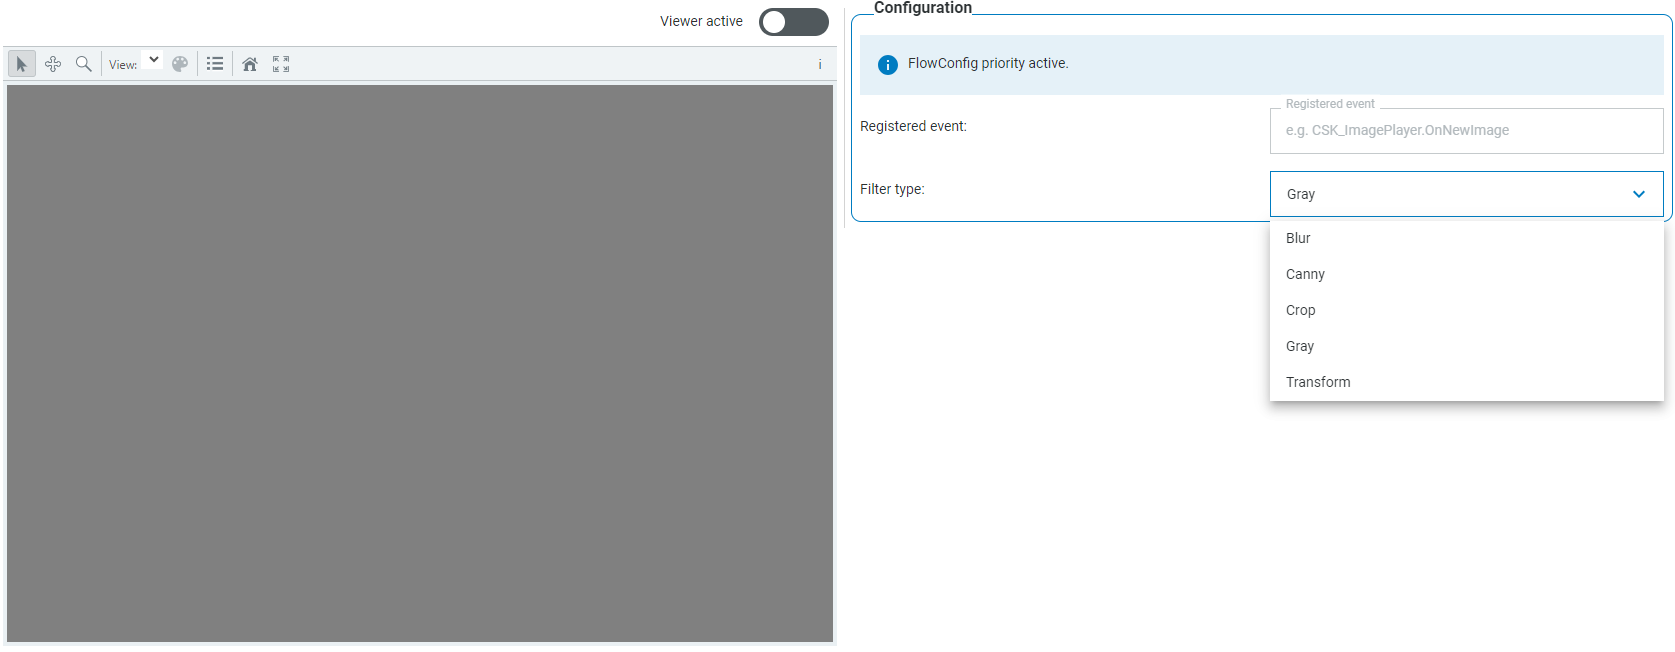 Viewer active
View:
i
Configuration
FlowConfig priority active.
Registered event:
Registered event
e.g. CSK_ImagePlayer.OnNewImage
Filter type:
Gray
Blur
Canny
Crop
Gray
Transform